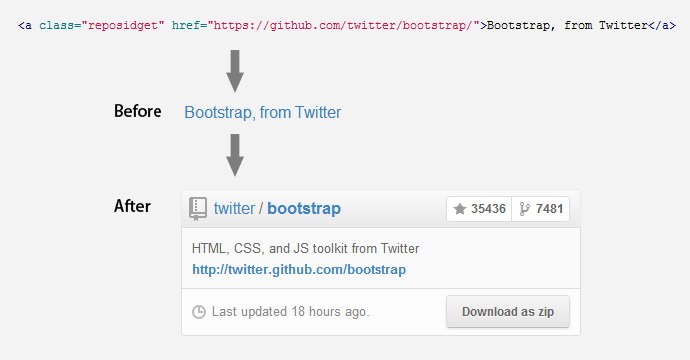 <a class="reposidget" href="https://github.com/twitter/bootstrap/">Bootstrap, from Twitter</a>
Before Bootstrap, from Twitter
After
twitter / bootstrap 35436 7481
HTML, CSS, and JS toolkit from Twitter
http://twitter.github.com/bootstrap
Last updated 18 hours ago. Download as zip